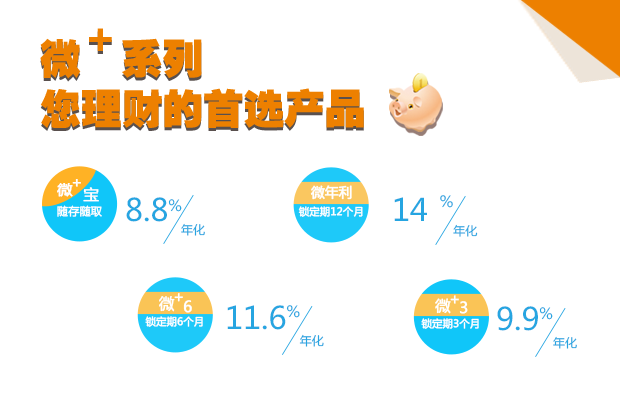 微+系列
您理财的首选产品
微+宝
随存随取
8.8%/年化
微年利
锁定期12个月
14%/年化
微+6
锁定期6个月
11.6%/年化
微+3
锁定期3个月
9.9%/年化